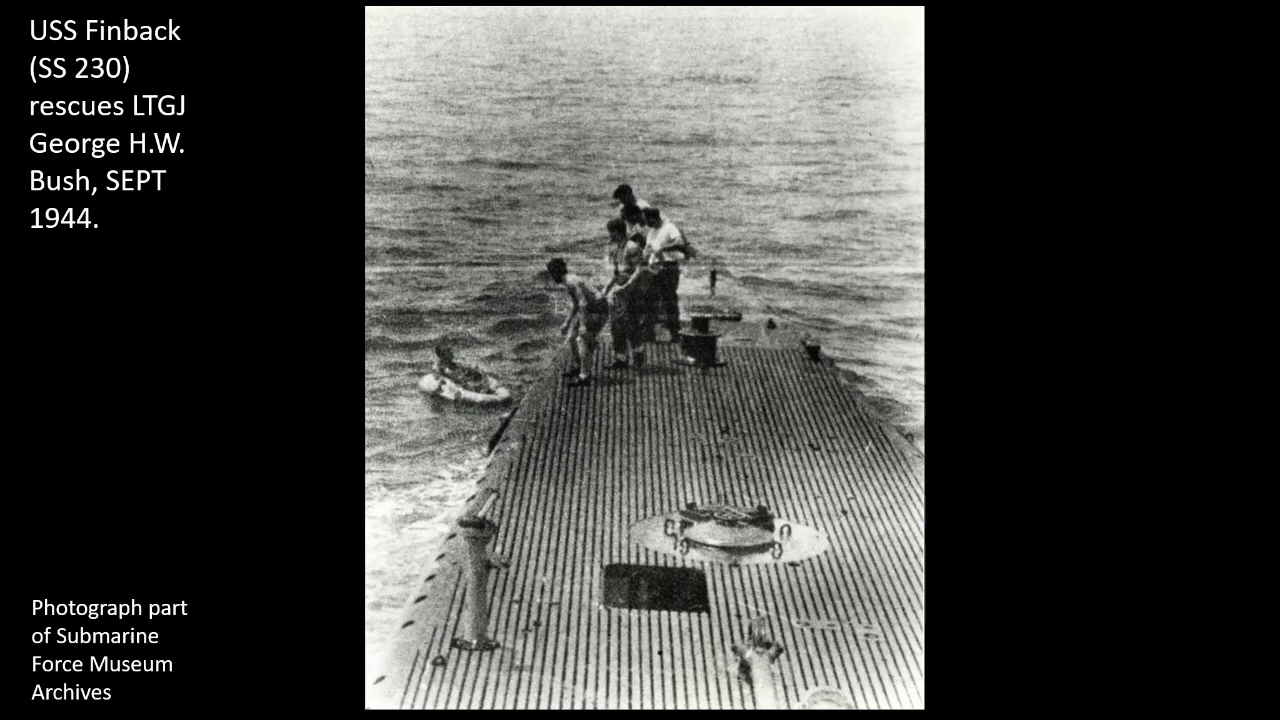 USS Finback
(SS 230)
rescues LTGJ
George H.W.
Bush, SEPT
1944.
Photograph part
of Submarine
Force Museum
Archives